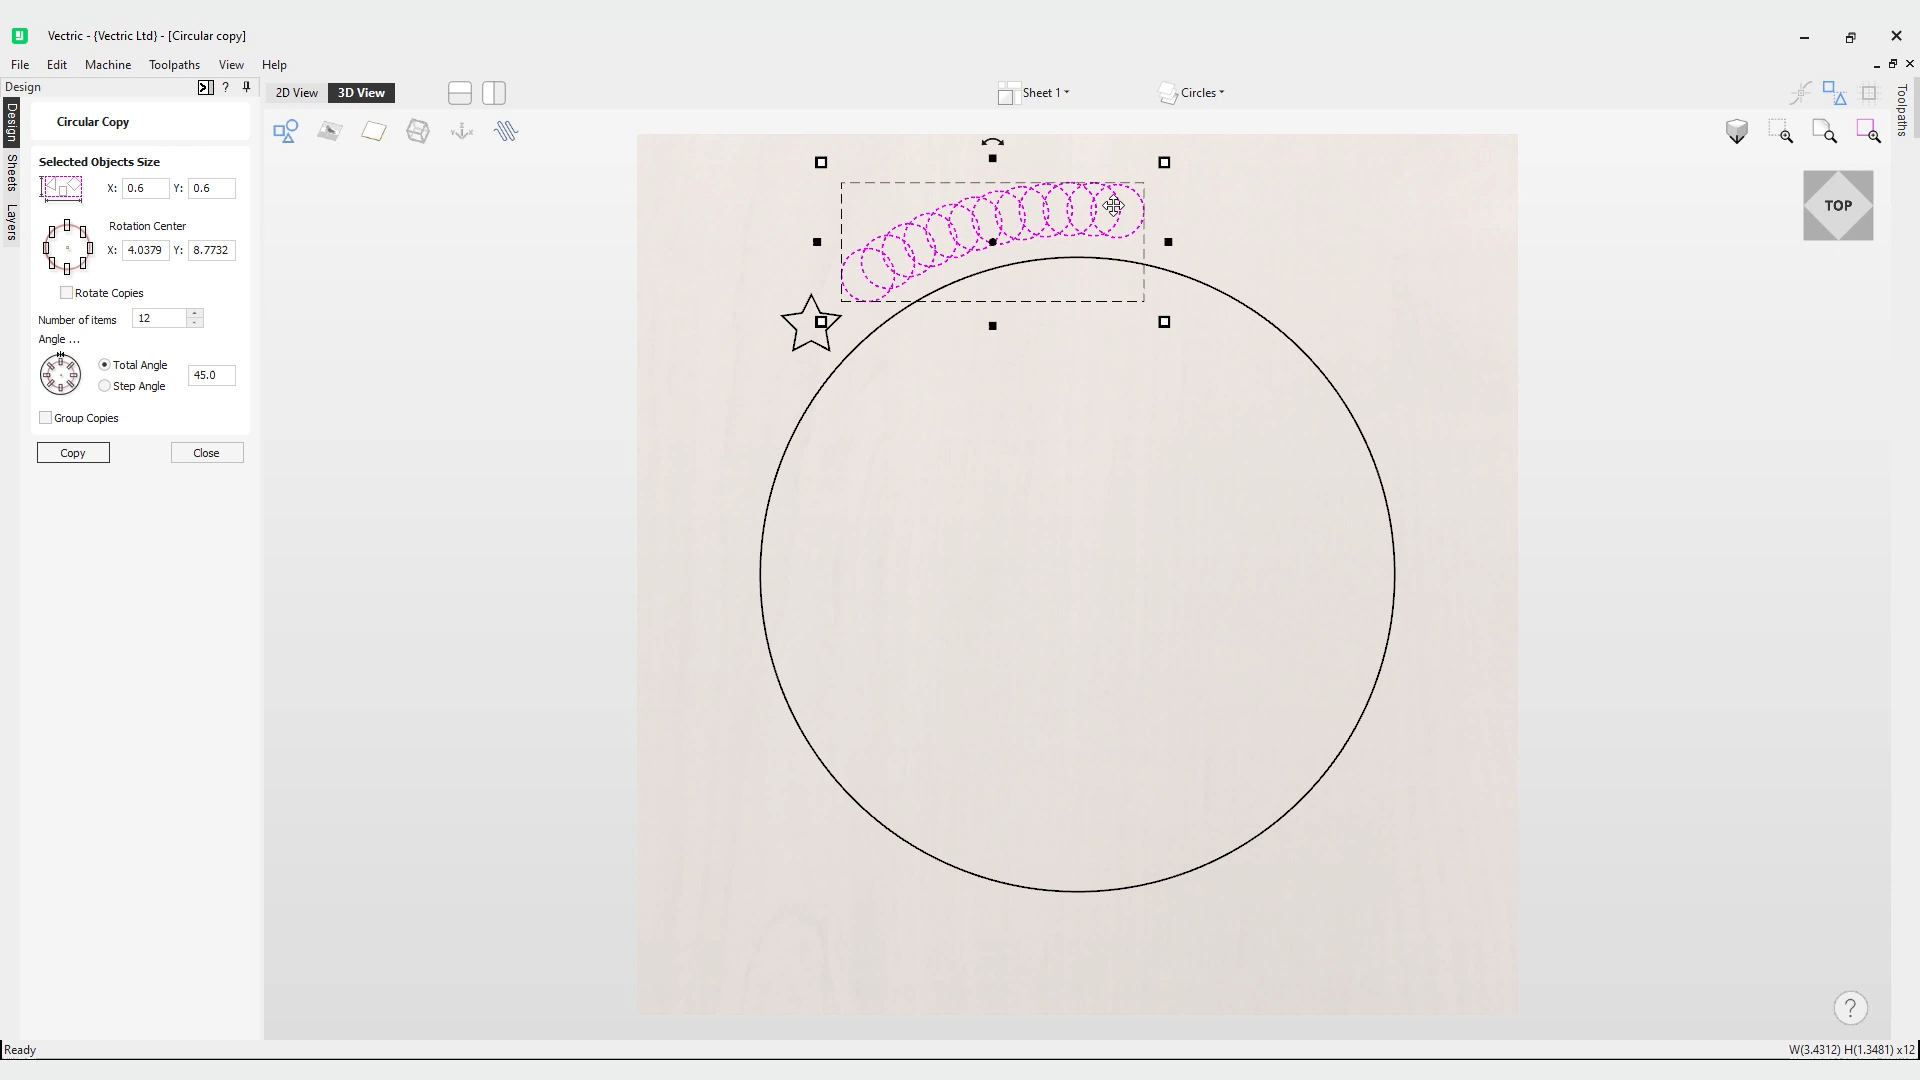 Vectric - {Vectric Ltd} - [Circular copy]
File Edit Machine Toolpaths View Help
Design ?
2D View 3D View Sheet 1 Circles
Design
Sheets
Layers
Toolpaths
Circular Copy
Selected Objects Size
X: 0.6 Y: 0.6
Rotation Center
X: 4.0379 Y: 8.7732
Rotate Copies
Number of items 12
Angle ...
Total Angle
Step Angle
45.0
Group Copies
Copy Close
TOP
?
Ready W(3.4312) H(1.3481) x12